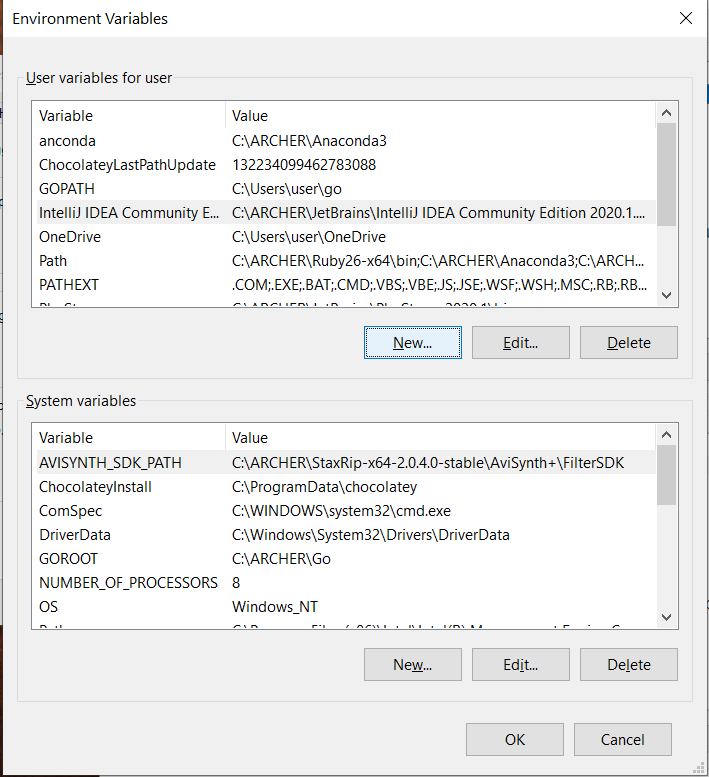 Environment Variables
User variables for user
Variable Value
anconda C:\ARCHER\Anaconda3
ChocolateyLastPathUpdate 132234099462783088
GOPATH C:\Users\user\go
IntelliJ IDEA Community E... C:\ARCHER\JetBrains\IntelliJ IDEA Community Edition 2020.1....
OneDrive C:\Users\user\OneDrive
Path C:\ARCHER\Ruby26-x64\bin;C:\ARCHER\Anaconda3;C:\ARCH...
PATHEXT .COM;.EXE;.BAT;.CMD;.VBS;.VBE;.JS;.JSE;.WSF;.WSH;.MSC;.RB;.RB...
New... Edit... Delete
System variables
Variable Value
AVISYNTH_SDK_PATH C:\ARCHER\StaxRip-x64-2.0.4.0-stable\AviSynth+\FilterSDK
ChocolateyInstall C:\ProgramData\chocolatey
ComSpec C:\WINDOWS\system32\cmd.exe
DriverData C:\Windows\System32\Drivers\DriverData
GOROOT C:\ARCHER\Go
NUMBER_OF_PROCESSORS 8
OS Windows_NT
New... Edit... Delete
OK Cancel